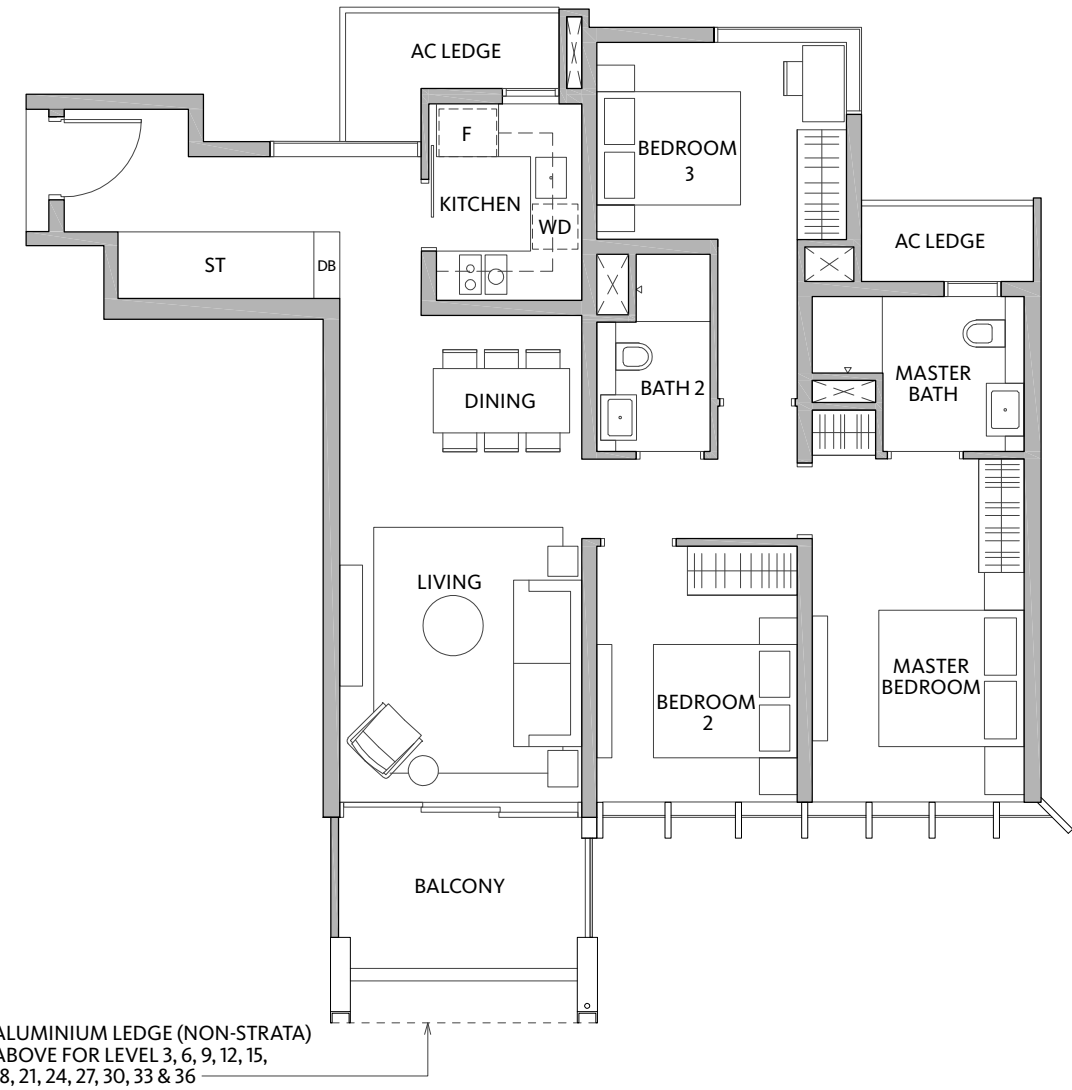 AC LEDGE
F
BEDROOM
3
KITCHEN
WD
AC LEDGE
ST
DB
DINING
BATH 2
MASTER
BATH
LIVING
MASTER
BEDROOM
BEDROOM
2
BALCONY
ALUMINIUM LEDGE (NON-STRATA)
ABOVE FOR LEVEL 3, 6, 9, 12, 15,
8, 21, 24, 27, 30, 33 & 36